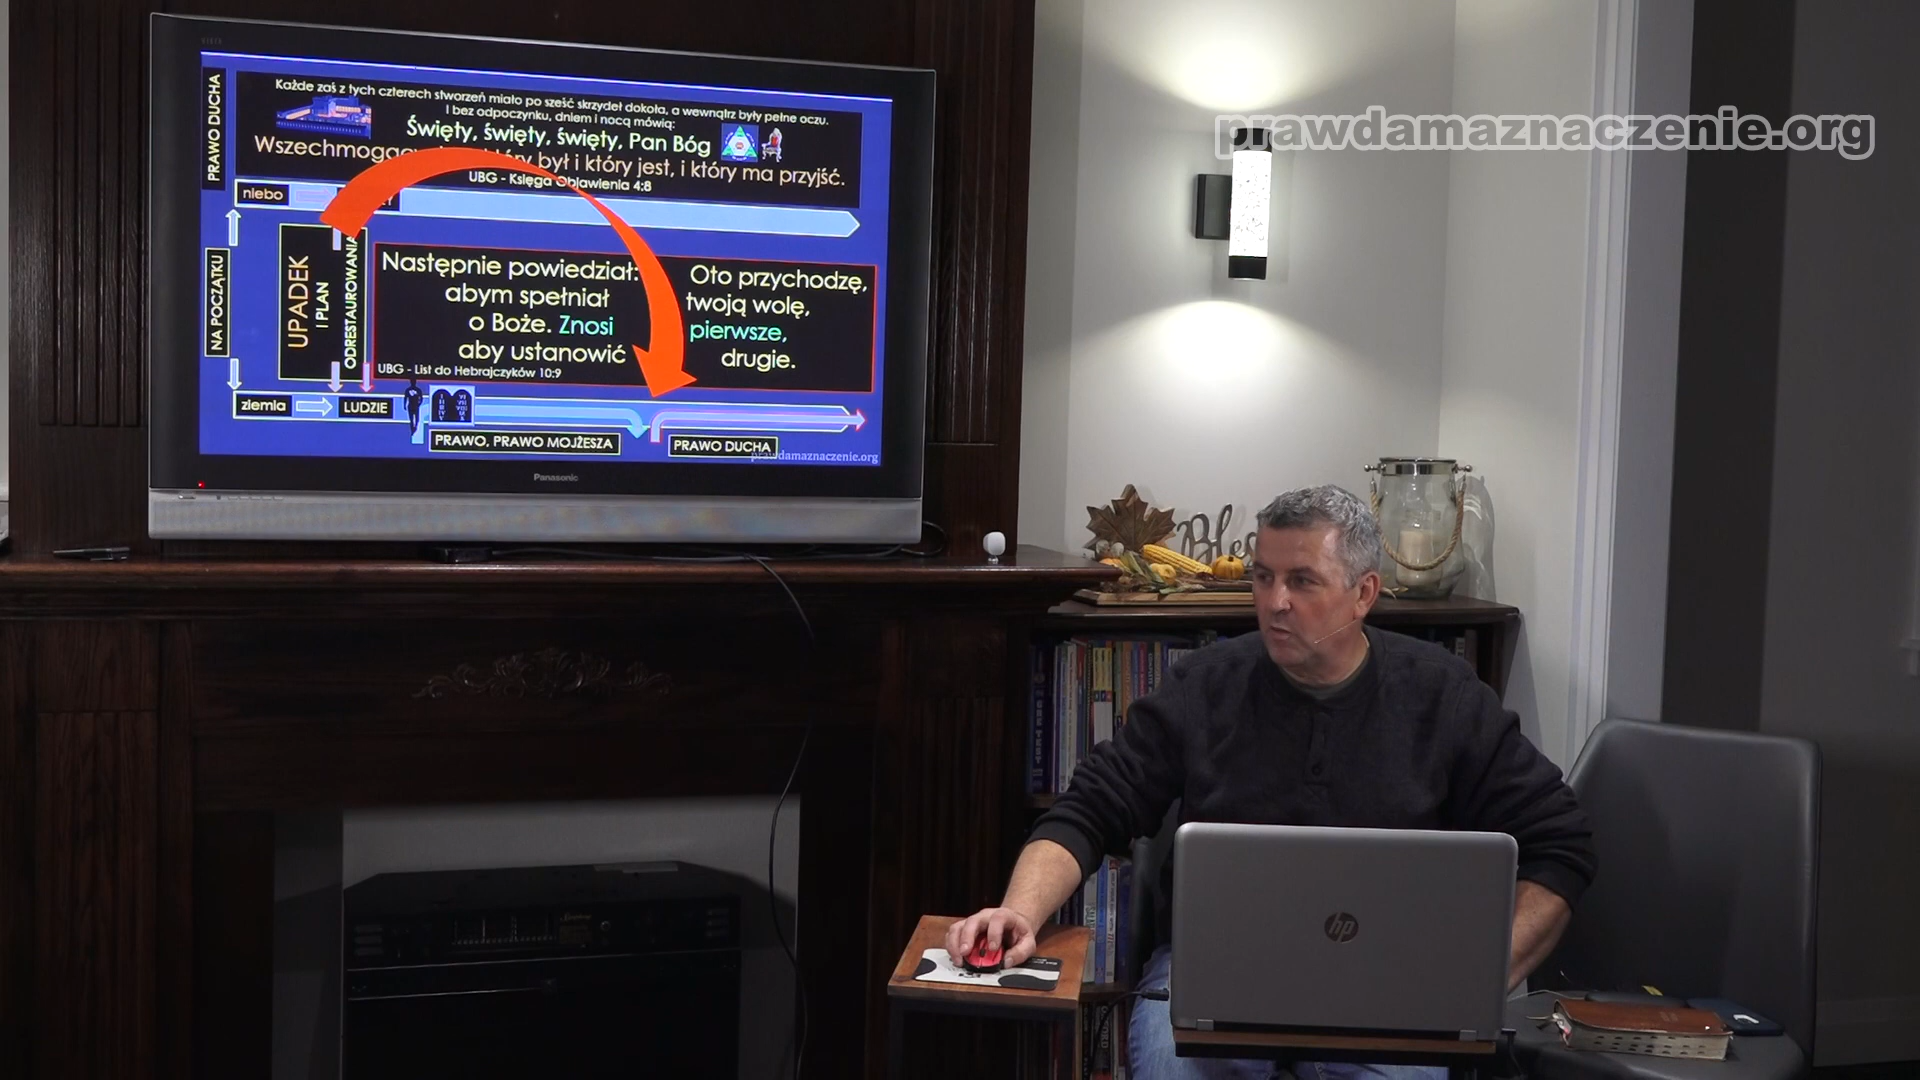 prawdamaznaczenie.org
PRAWO DUCHA
Każde zaś z tych czterech stworzeń miało po sześć skrzydeł dokoła, a wewnątrz były pełne oczu.
I bez odpoczynku, dniem i nocą mówią:
Święty, święty, święty, Pan Bóg
był i który jest, i który ma przyjść.
UBG - Księga Objawienia 4:8
niebo
NA POCZĄTKU
UPADEK
I PLAN
ODRESTAUROWANIA
Następnie powiedział: Oto przychodzę,
abym spełniał twoją wolę,
o Boże. Znosi pierwsze,
aby ustanowić drugie.
UBG - List do Hebrajczyków 10:9
ziemia
LUDZIE
PRAWO, PRAWO MOJŻESZA
PRAWO DUCHA
prawdamaznaczenie.org
Panasonic
hp